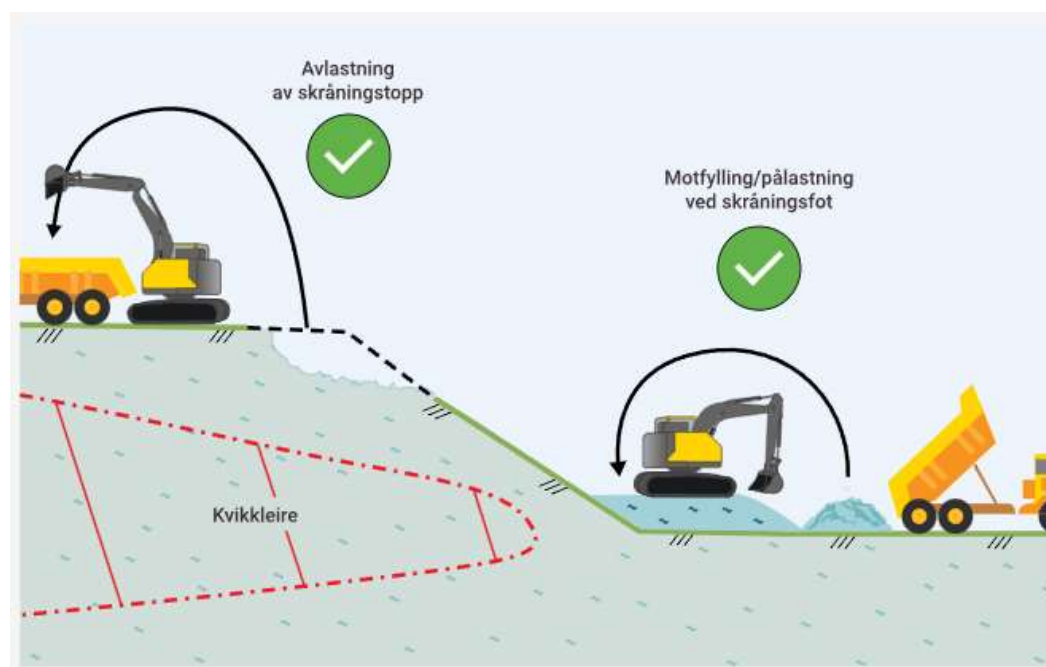 Avlastning
av skråningstopp
Motfylling/pålastning
ved skråningsfot
Kvikkleire